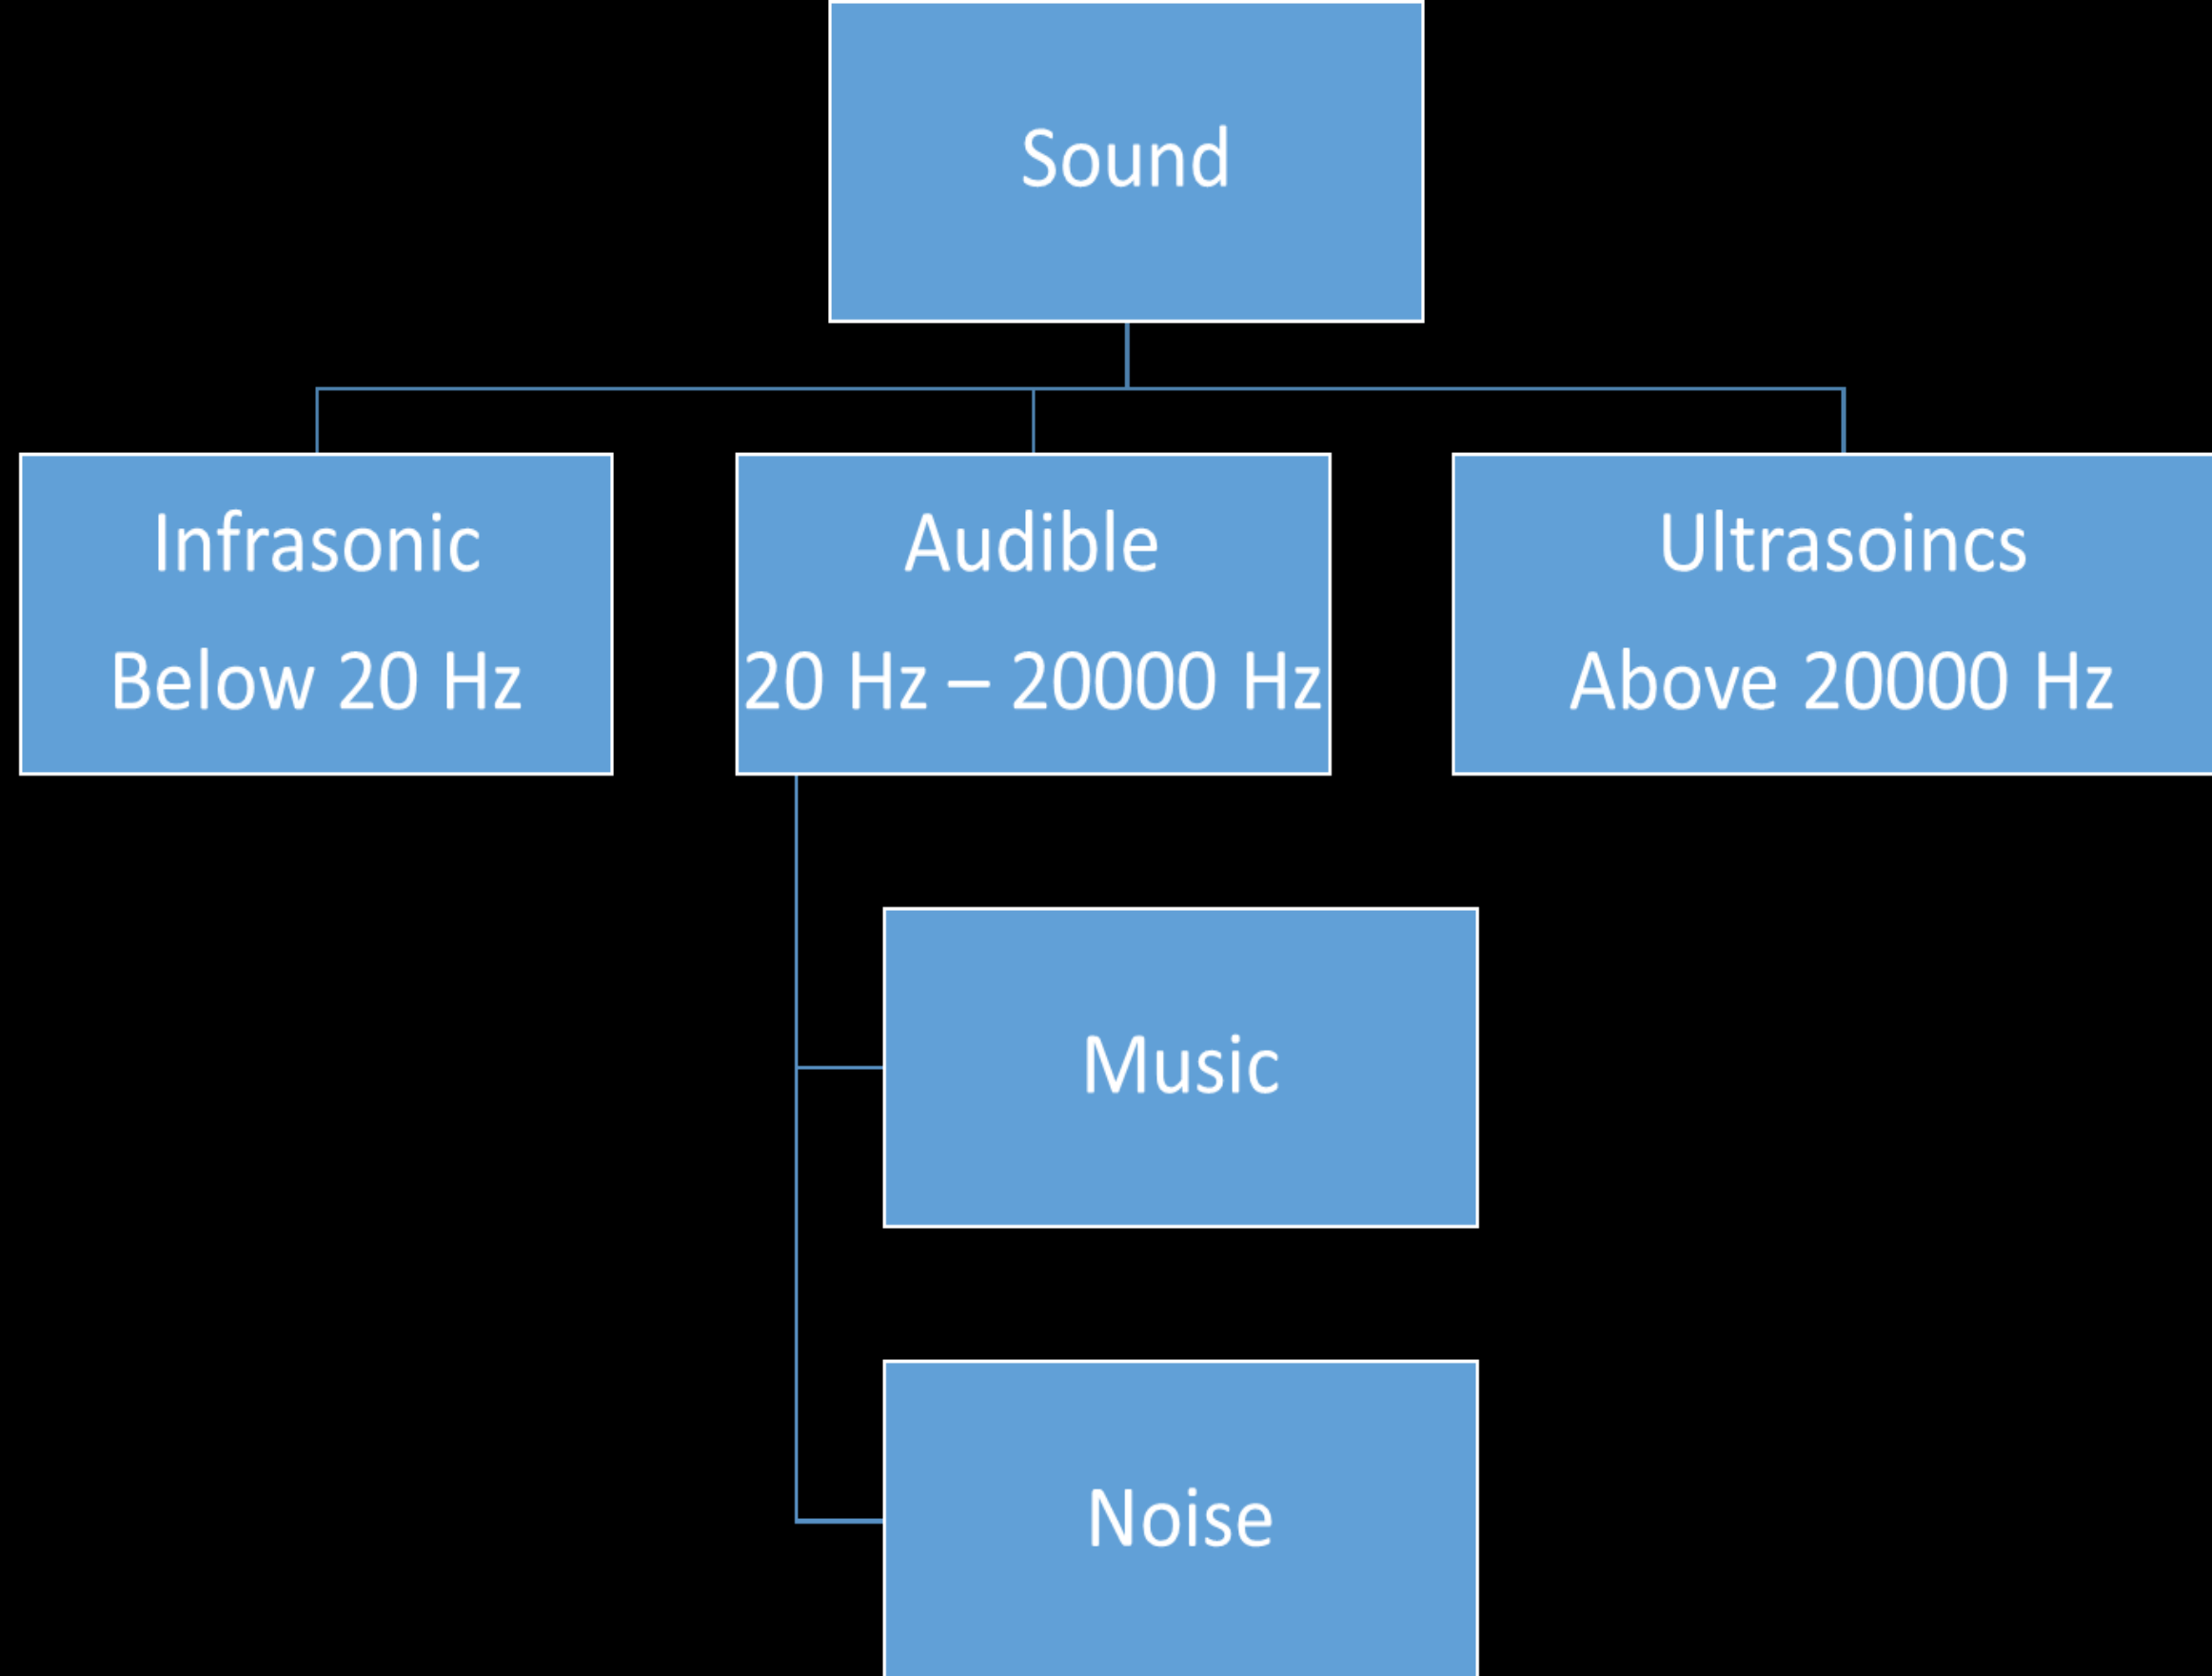 Sound
Infrasonic
Below 20 Hz
Audible
20 Hz – 20000 Hz
Ultrasoincs
Above 20000 Hz
Music
Noise